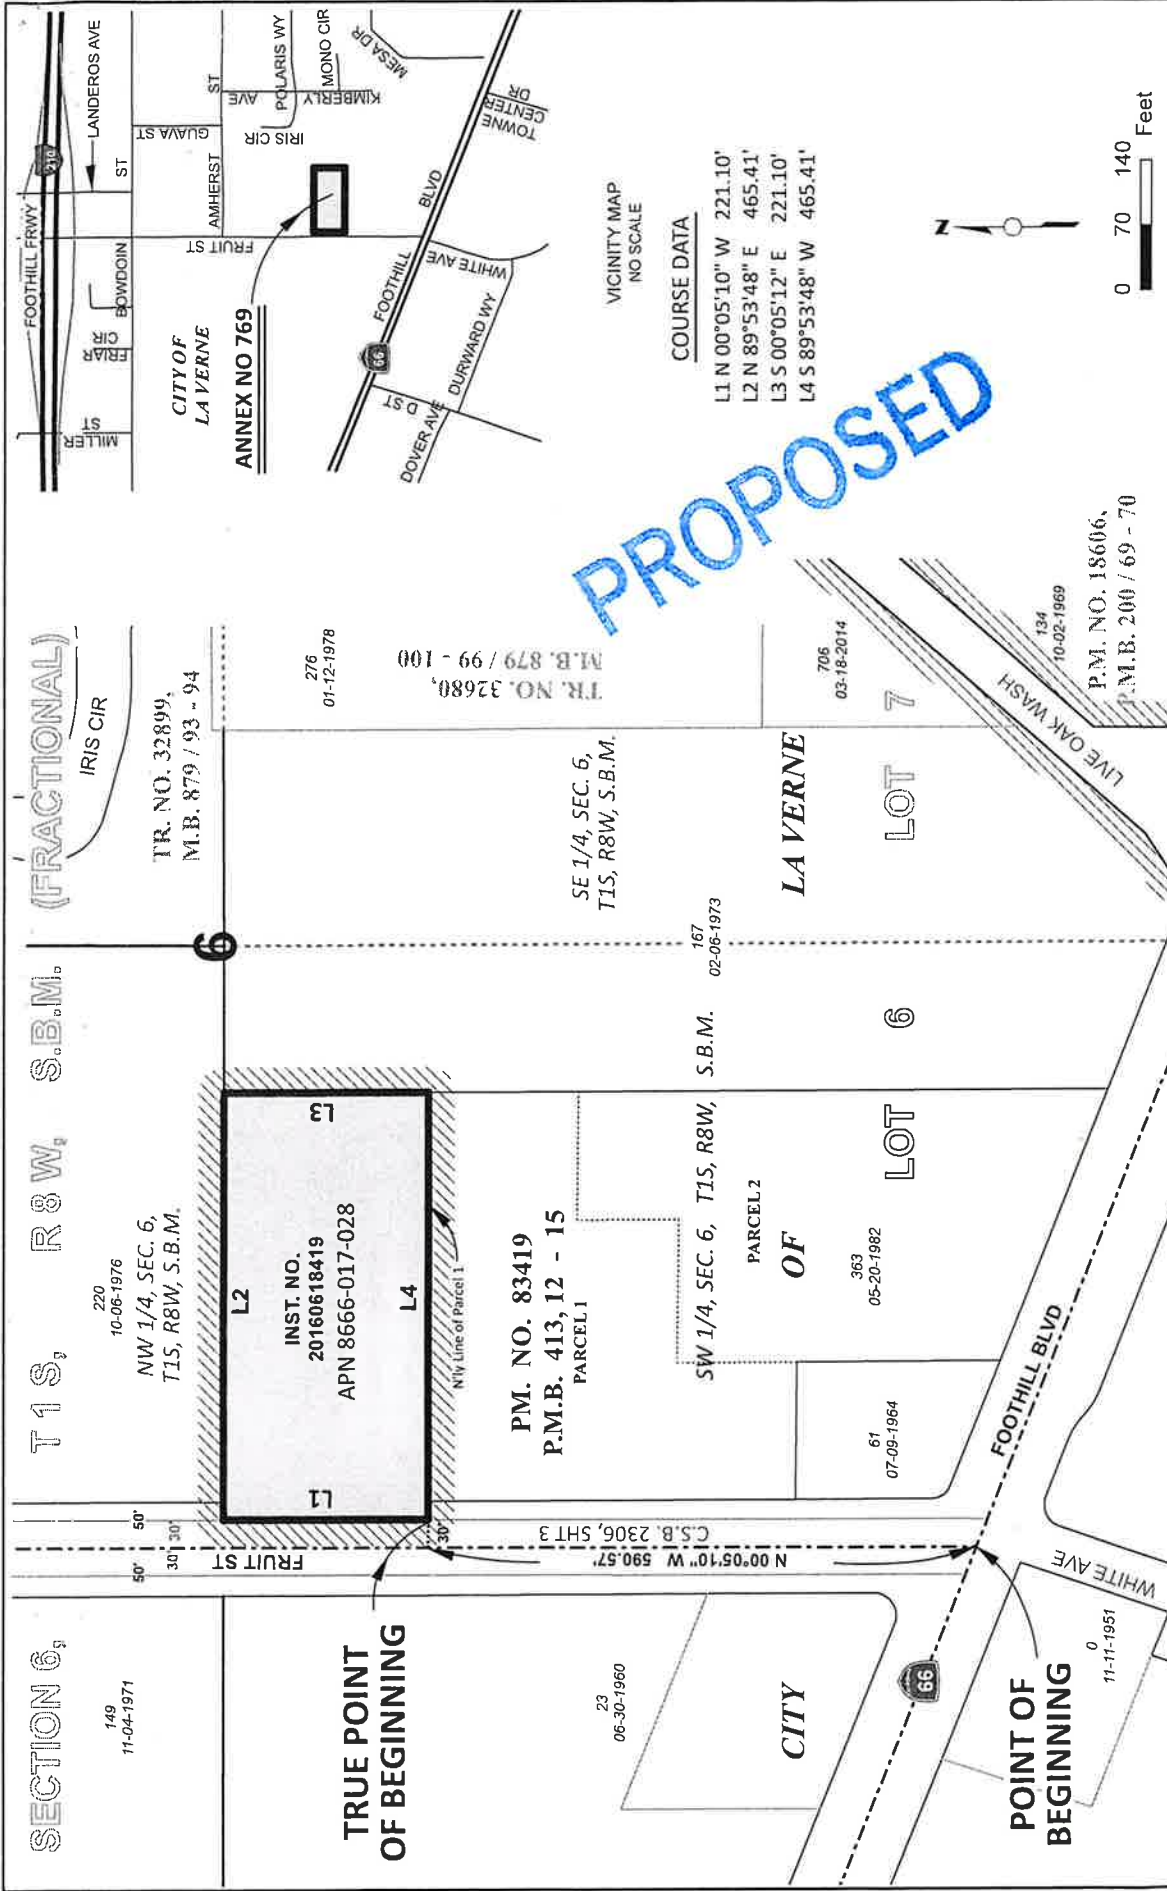 SECTION 6, T 1 S, R 8 W, S.B.M. (FRACTIONAL)
149
11-04-1971
220
10-06-1976
NW 1/4, SEC. 6,
T1S, R8W, S.B.M.
IRIS CIR
TR. NO. 32899,
M.B. 879 / 93 - 94
6
276
01-12-1978
TR. NO. 32680,
M.B. 879 / 99 - 100
50'
50'
30'
30'
FRUIT ST
L1
L2
L3
L4
INST. NO.
20160618419
APN 8666-017-028
30'
N'ly Line of Parcel 1
TRUE POINT
OF BEGINNING
PM. NO. 83419
P.M.B. 413, 12 - 15
PARCEL 1
C.S.B. 2306, SHT 3
N 00°05'10" W 590.57'
SE 1/4, SEC. 6,
T1S, R8W, S.B.M.
167
02-06-1973
SW 1/4, SEC. 6, T1S, R8W, S.B.M.
PARCEL 2
23
06-30-1960
CITY OF LA VERNE
61
07-09-1964
363
05-20-1982
LOT 6
LOT 7
706
03-18-2014
LIVE OAK WASH
134
10-02-1969
P.M. NO. 18606,
P.M.B. 200 / 69 - 70
FOOTHILL BLVD
66
WHITE AVE
POINT OF
BEGINNING
0
11-11-1951
PROPOSED
FOOTHILL FRWY
210
LANDEROS AVE
MILLER
ST
FRIAR
CIR
BOWDOIN
ST
GUAVA ST
AMHERST
ST
FRUIT ST
IRIS CIR
AVE
KIMBERLY
POLARIS WY
MONO CIR
MESA DR
CITY OF
LA VERNE
ANNEX NO 769
FOOTHILL
BLVD
66
TOWNE
CENTER
DR
WHITE AVE
DURWARD WY
D ST
DOVER AVE
VICINITY MAP
NO SCALE
COURSE DATA
L1 N 00°05'10" W 221.10'
L2 N 89°53'48" E 465.41'
L3 S 00°05'12" E 221.10'
L4 S 89°53'48" W 465.41'
N
0 70 140
Feet